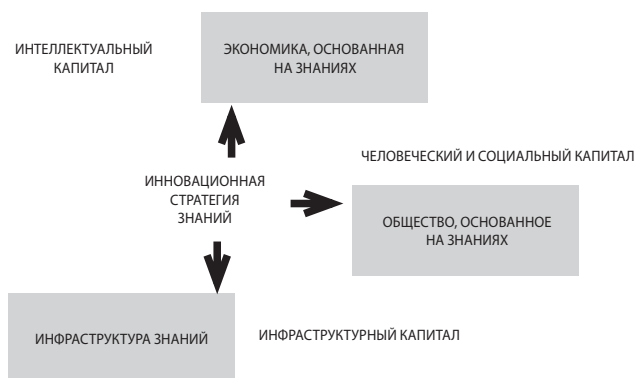 ИНТЕЛЛЕКТУАЛЬНЫЙ
КАПИТАЛ
ЭКОНОМИКА, ОСНОВАННАЯ
НА ЗНАНИЯХ
ЧЕЛОВЕЧЕСКИЙ И СОЦИАЛЬНЫЙ КАПИТАЛ
ИННОВАЦИОННАЯ
СТРАТЕГИЯ
ЗНАНИЙ
ОБЩЕСТВО, ОСНОВАННОЕ
НА ЗНАНИЯХ
ИНФРАСТРУКТУРА ЗНАНИЙ
ИНФРАСТРУКТУРНЫЙ КАПИТАЛ